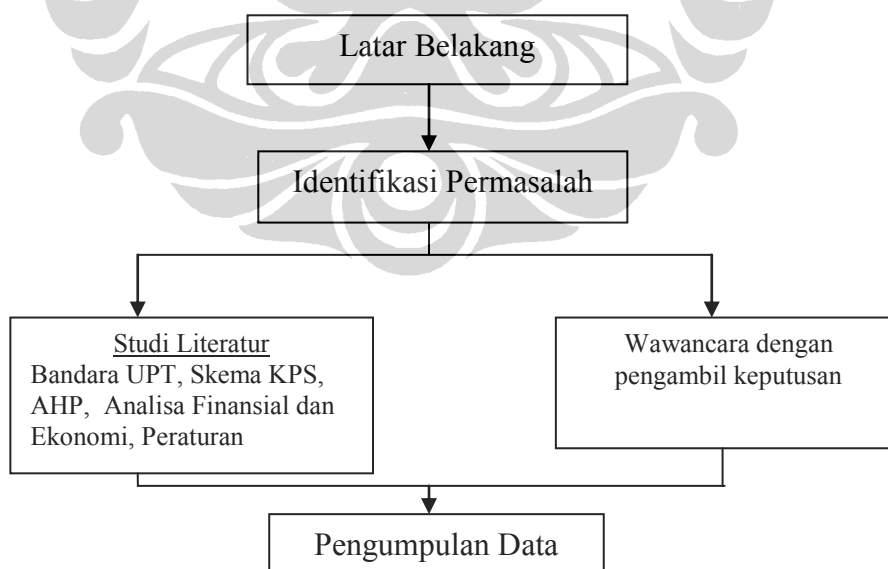 Latar Belakang
Identifikasi Permasalah
Studi Literatur
Bandara UPT, Skema KPS,
AHP, Analisa Finansial dan
Ekonomi, Peraturan
Wawancara dengan
pengambil keputusan
Pengumpulan Data